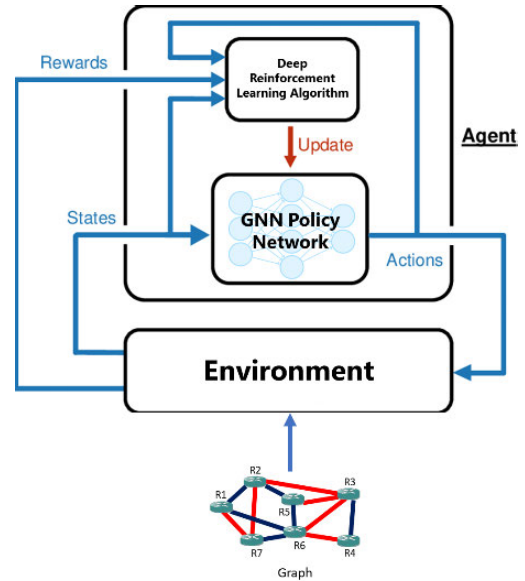 Rewards
Deep
Reinforcement
Learning Algorithm
Agent
Update
States
GNN Policy
Network
Actions
Environment
R2
R3
R1
R5
R7
R6
R4
Graph